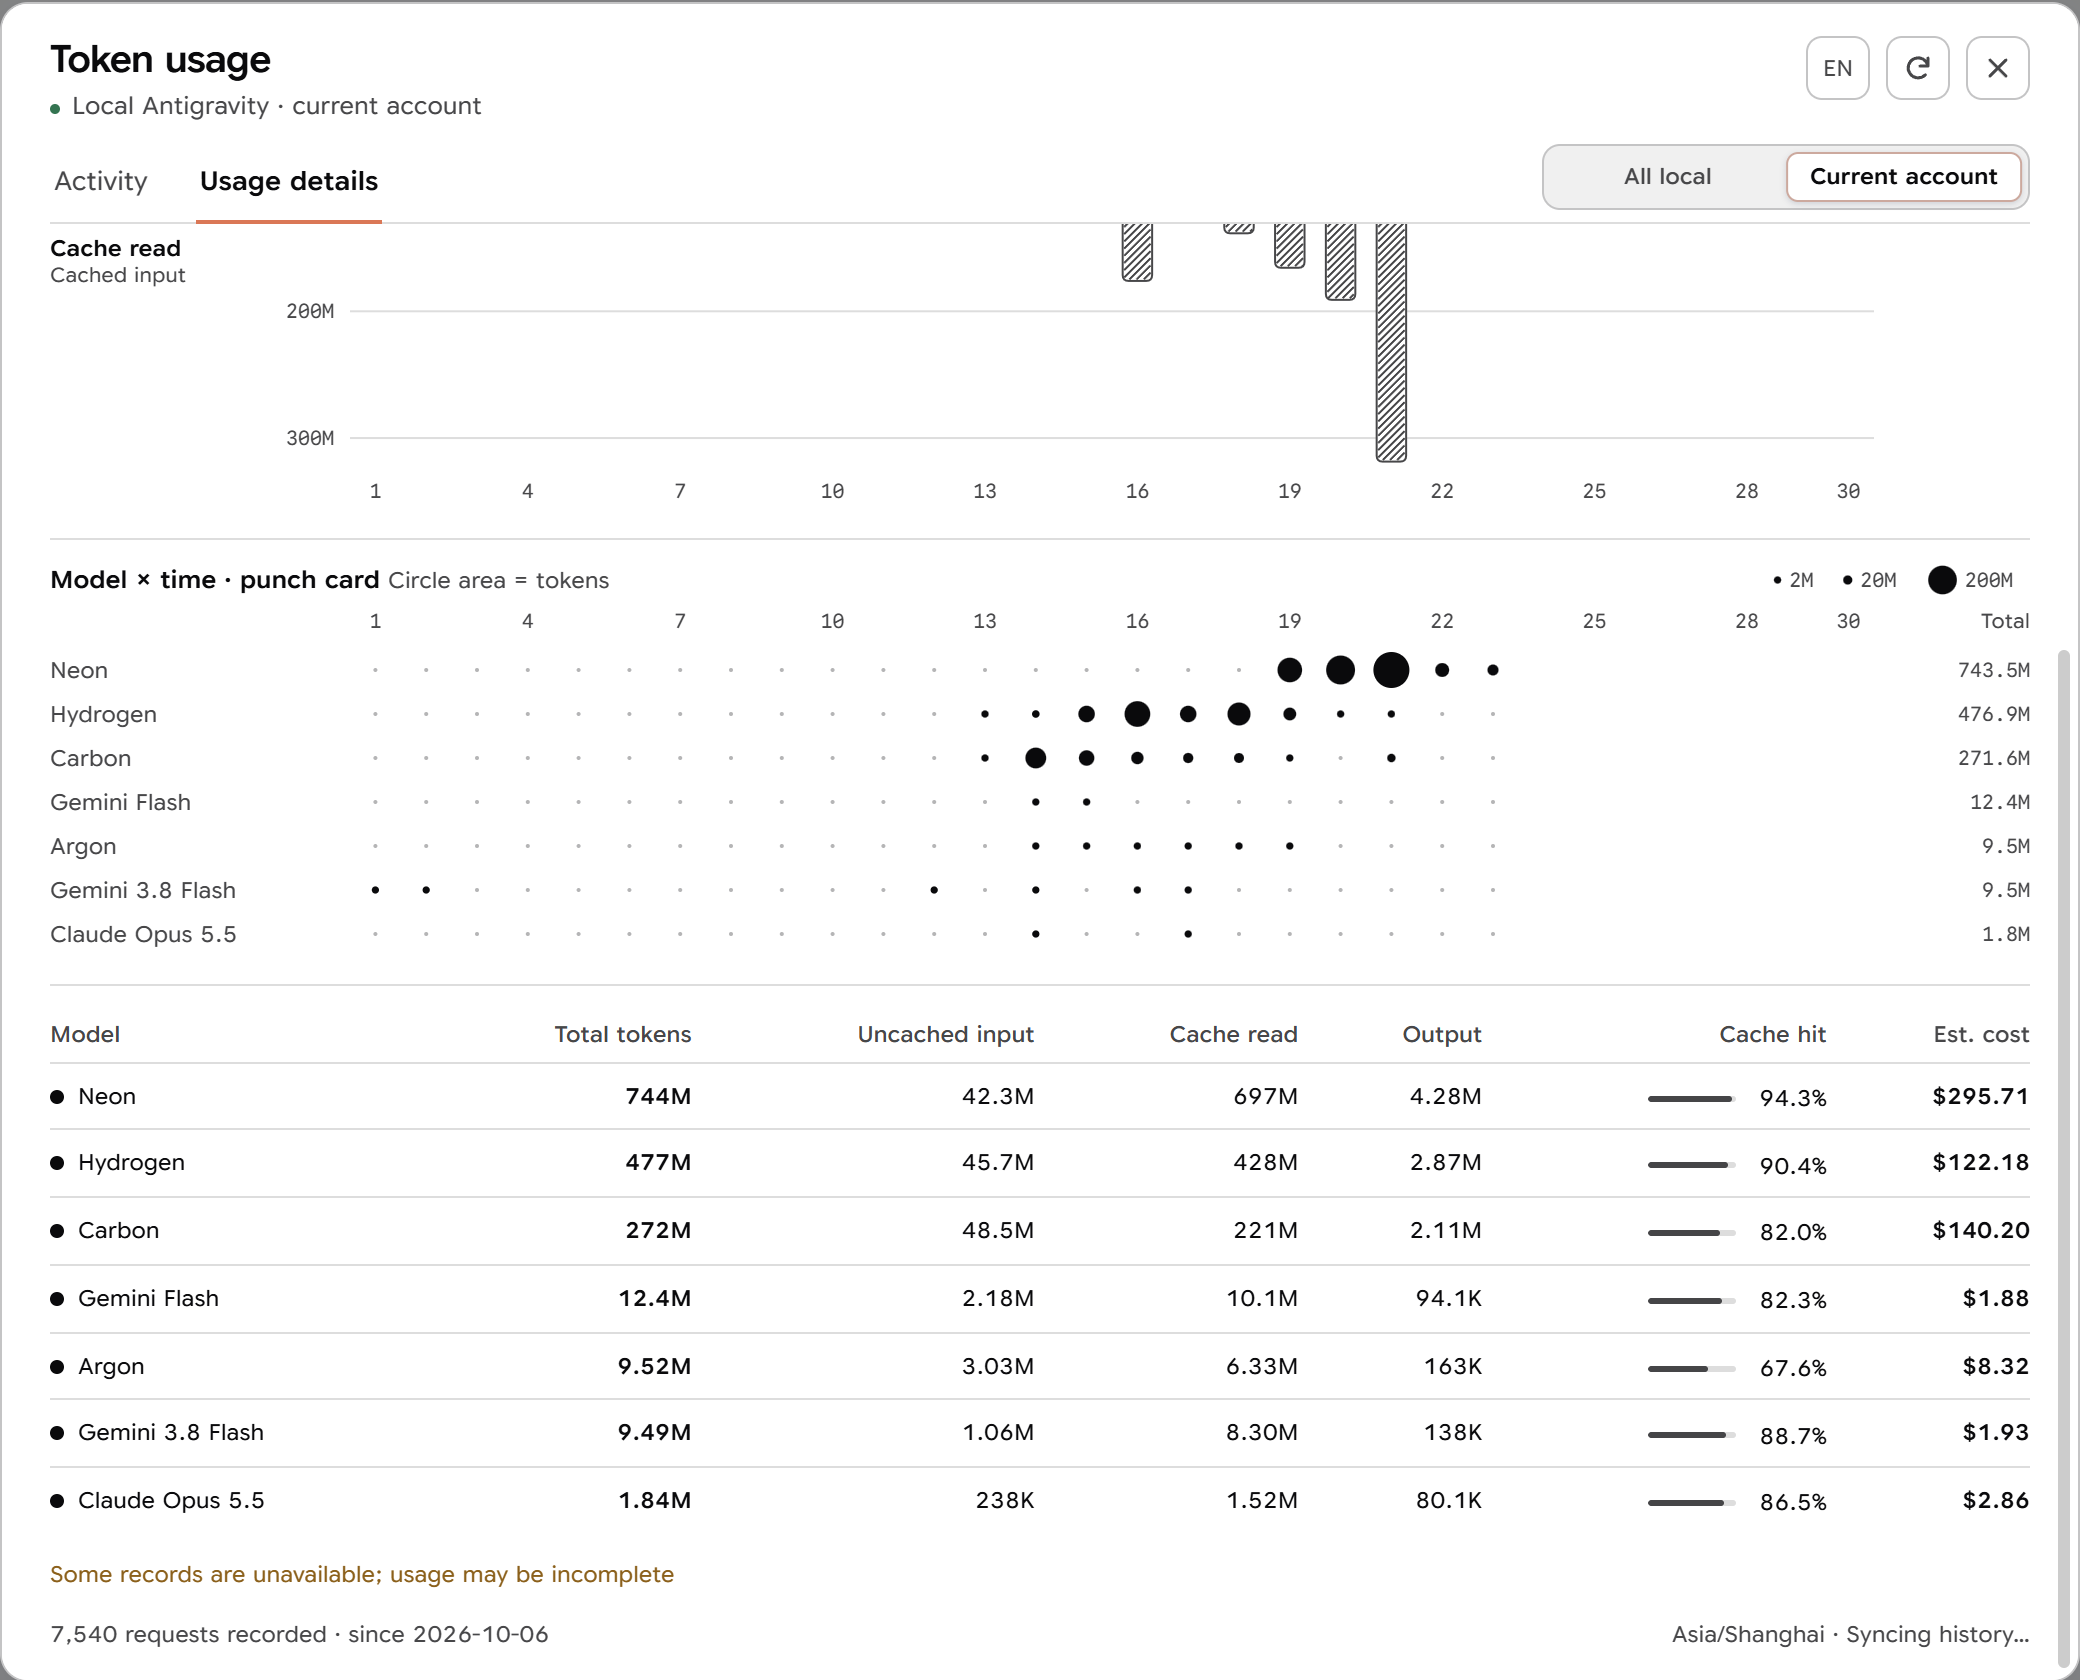 Token usage
EN
Local Antigravity · current account
Activity
Usage details
All local
Current account
Cache read
Cached input
200M
300M
1 4 7 10 13 16 19 22 25 28 30
Model × time · punch card Circle area = tokens
2M 20M 200M
1 4 7 10 13 16 19 22 25 28 30 Total
Neon 743.5M
Hydrogen 476.9M
Carbon 271.6M
Gemini Flash 12.4M
Argon 9.5M
Gemini 3.8 Flash 9.5M
Claude Opus 5.5 1.8M
Model Total tokens Uncached input Cache read Output Cache hit Est. cost
Neon 744M 42.3M 697M 4.28M 94.3% $295.71
Hydrogen 477M 45.7M 428M 2.87M 90.4% $122.18
Carbon 272M 48.5M 221M 2.11M 82.0% $140.20
Gemini Flash 12.4M 2.18M 10.1M 94.1K 82.3% $1.88
Argon 9.52M 3.03M 6.33M 163K 67.6% $8.32
Gemini 3.8 Flash 9.49M 1.06M 8.30M 138K 88.7% $1.93
Claude Opus 5.5 1.84M 238K 1.52M 80.1K 86.5% $2.86
Some records are unavailable; usage may be incomplete
7,540 requests recorded · since 2026-10-06
Asia/Shanghai · Syncing history…